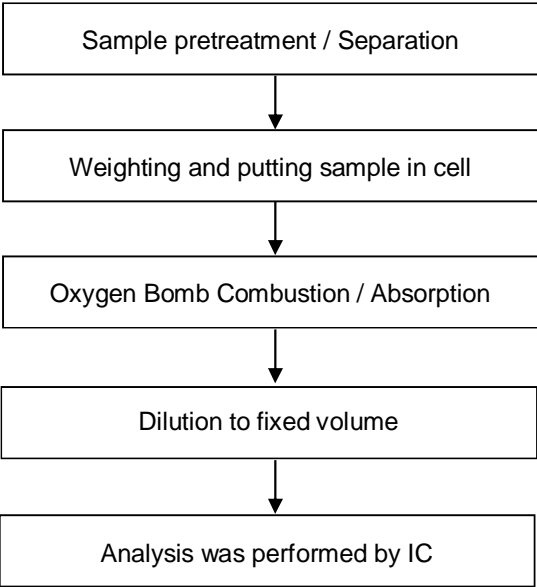 Sample pretreatment / Separation
Weighting and putting sample in cell
Oxygen Bomb Combustion / Absorption
Dilution to fixed volume
Analysis was performed by IC